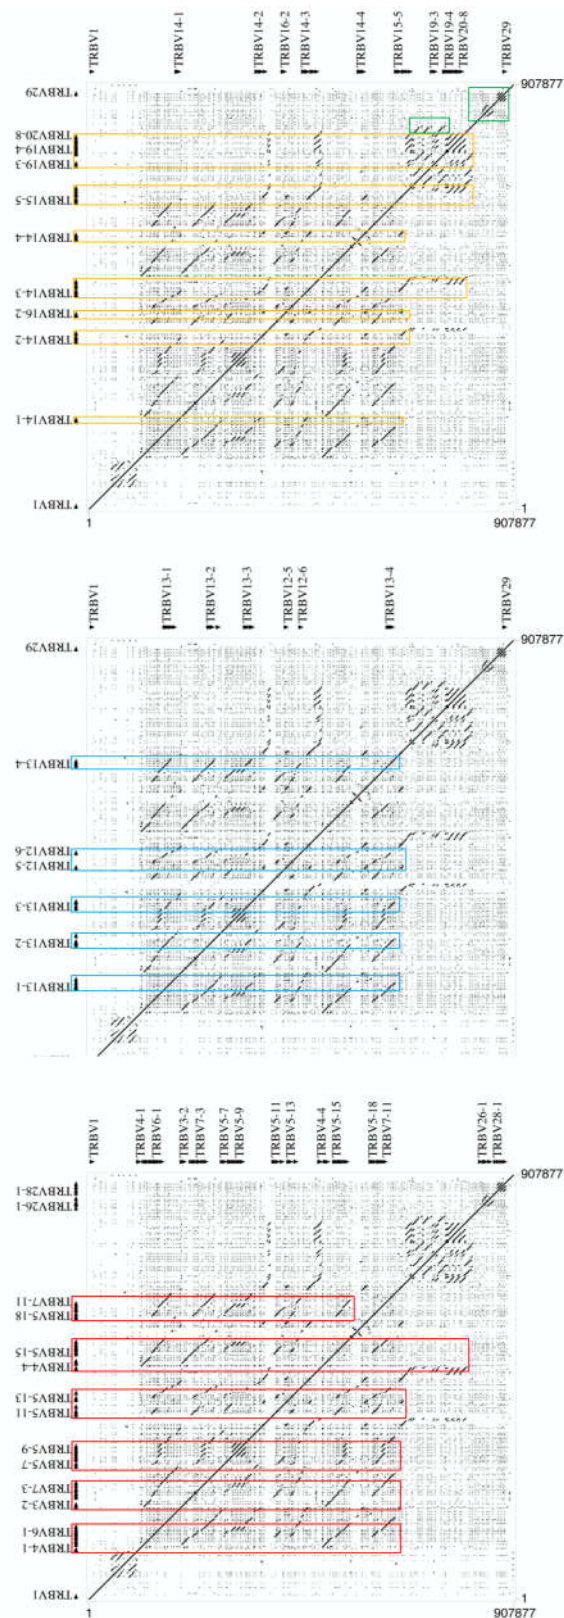 TRBV1
TRBV14-1
TRBV14-2
TRBV16-2
TRBV14-3
TRBV14-4
TRBV15-5
TRBV19-3
TRBV19-4
TRBV20-8
TRBV29
907877
TRBV29
TRBV20-8
TRBV19-4
TRBV19-3
TRBV15-5
TRBV14-4
TRBV14-3
TRBV16-2
TRBV14-2
TRBV14-1
TRBV1
1
1
907877
TRBV1
TRBV13-1
TRBV13-2
TRBV13-3
TRBV12-5
TRBV12-6
TRBV13-4
TRBV29
TRBV29
TRBV13-4
TRBV12-6
TRBV12-5
TRBV13-3
TRBV13-2
TRBV13-1
TRBV1
TRBV4-1
TRBV6-1
TRBV3-2
TRBV7-3
TRBV5-7
TRBV5-9
TRBV5-11
TRBV5-13
TRBV4-4
TRBV5-15
TRBV5-18
TRBV7-11
TRBV26-1
TRBV28-1
907877
TRBV28-1
TRBV26-1
TRBV7-11
TRBV5-18
TRBV5-15
TRBV4-4
TRBV5-13
TRBV5-11
TRBV5-9
TRBV5-7
TRBV7-3
TRBV3-2
TRBV6-1
TRBV4-1
TRBV1
1
1
907877